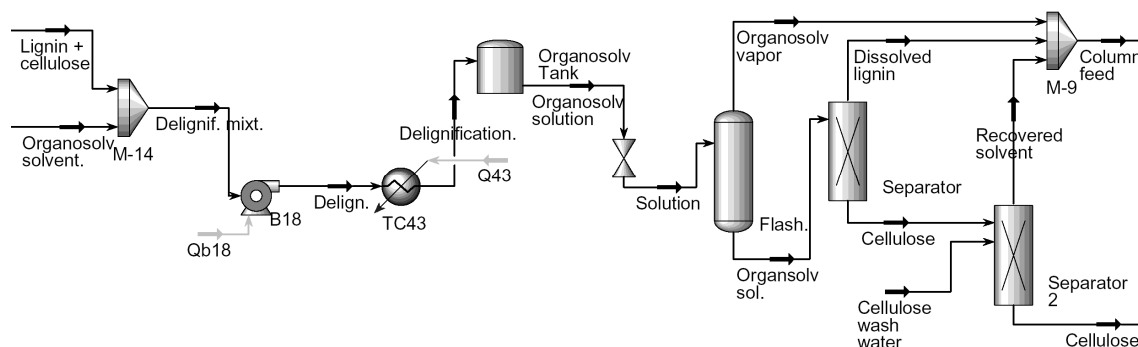 Lignin +
cellulose
Organosolv
solvent.
M-14
Delignif. mixt.
Qb18
B18
Delign.
TC43
Q43
Delignification.
Organosolv
Tank
Organosolv
solution
Solution
Organosolv
vapor
Flash.
Organsolv
sol.
Dissolved
lignin
Separator
Cellulose
Cellulose
wash
water
Recovered
solvent
M-9
Column
feed
Separator
2
Cellulose